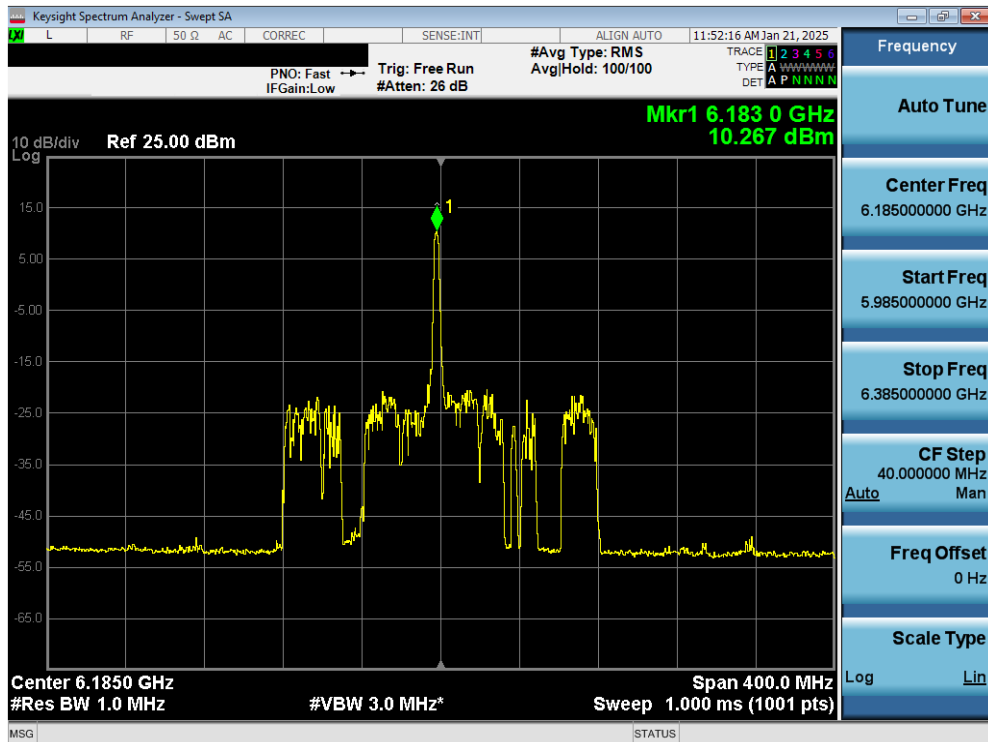 Keysight Spectrum Analyzer - Swept SA
LXI L RF 50 Ω AC CORREC SENSE:INT ALIGN AUTO 11:52:16 AM Jan 21, 2025
PNO: Fast
IFGain:Low
Trig: Free Run
#Atten: 26 dB
#Avg Type: RMS
Avg|Hold: 100/100
TRACE 1 2 3 4 5 6
TYPE A W W W W W
DET A P N N N N
Mkr1 6.183 0 GHz
10.267 dBm
10 dB/div Ref 25.00 dBm
Log
1
15.0
5.00
-5.00
-15.0
-25.0
-35.0
-45.0
-55.0
-65.0
Center 6.1850 GHz Span 400.0 MHz
#Res BW 1.0 MHz #VBW 3.0 MHz* Sweep 1.000 ms (1001 pts)
MSG STATUS
Frequency
Auto Tune
Center Freq
6.185000000 GHz
Start Freq
5.985000000 GHz
Stop Freq
6.385000000 GHz
CF Step
40.000000 MHz
Auto Man
Freq Offset
0 Hz
Scale Type
Log Lin